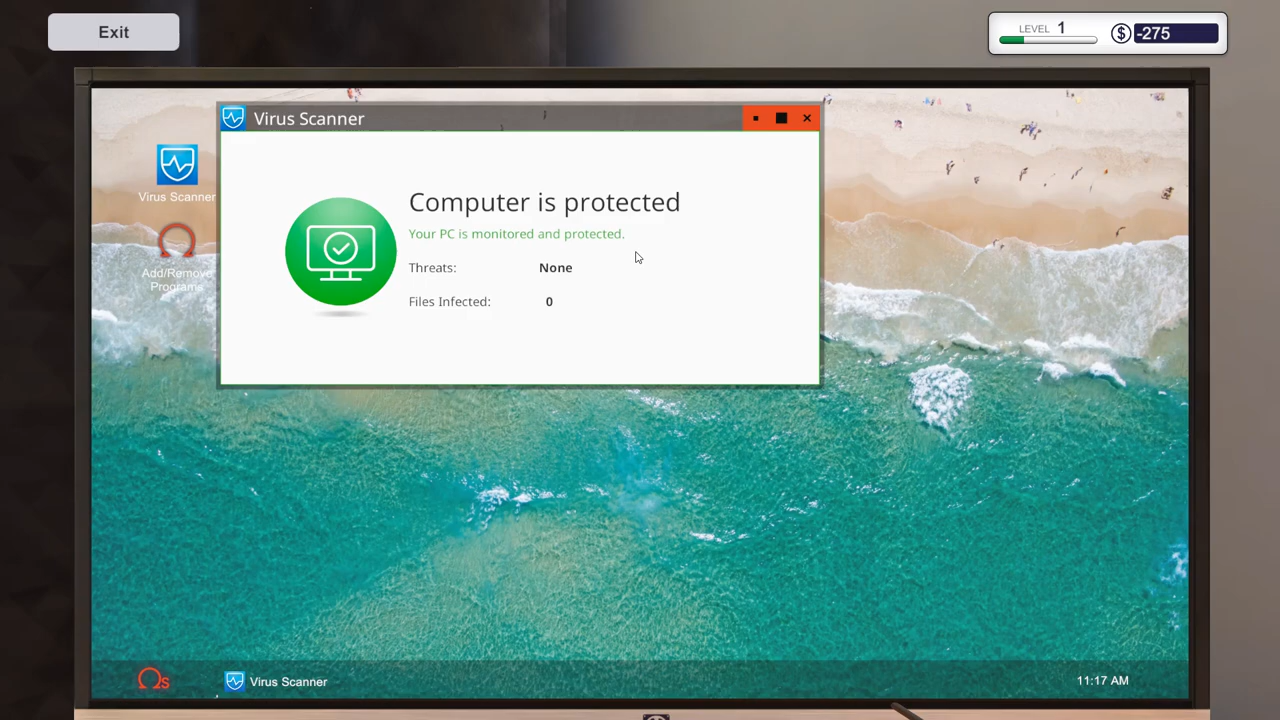 Exit
LEVEL 1
$ -275
Virus Scanner
Computer is protected
Your PC is monitored and protected.
Threats: None
Files Infected: 0
Virus Scanner
Add/Remove
Programs
Ωs
Virus Scanner
11:17 AM